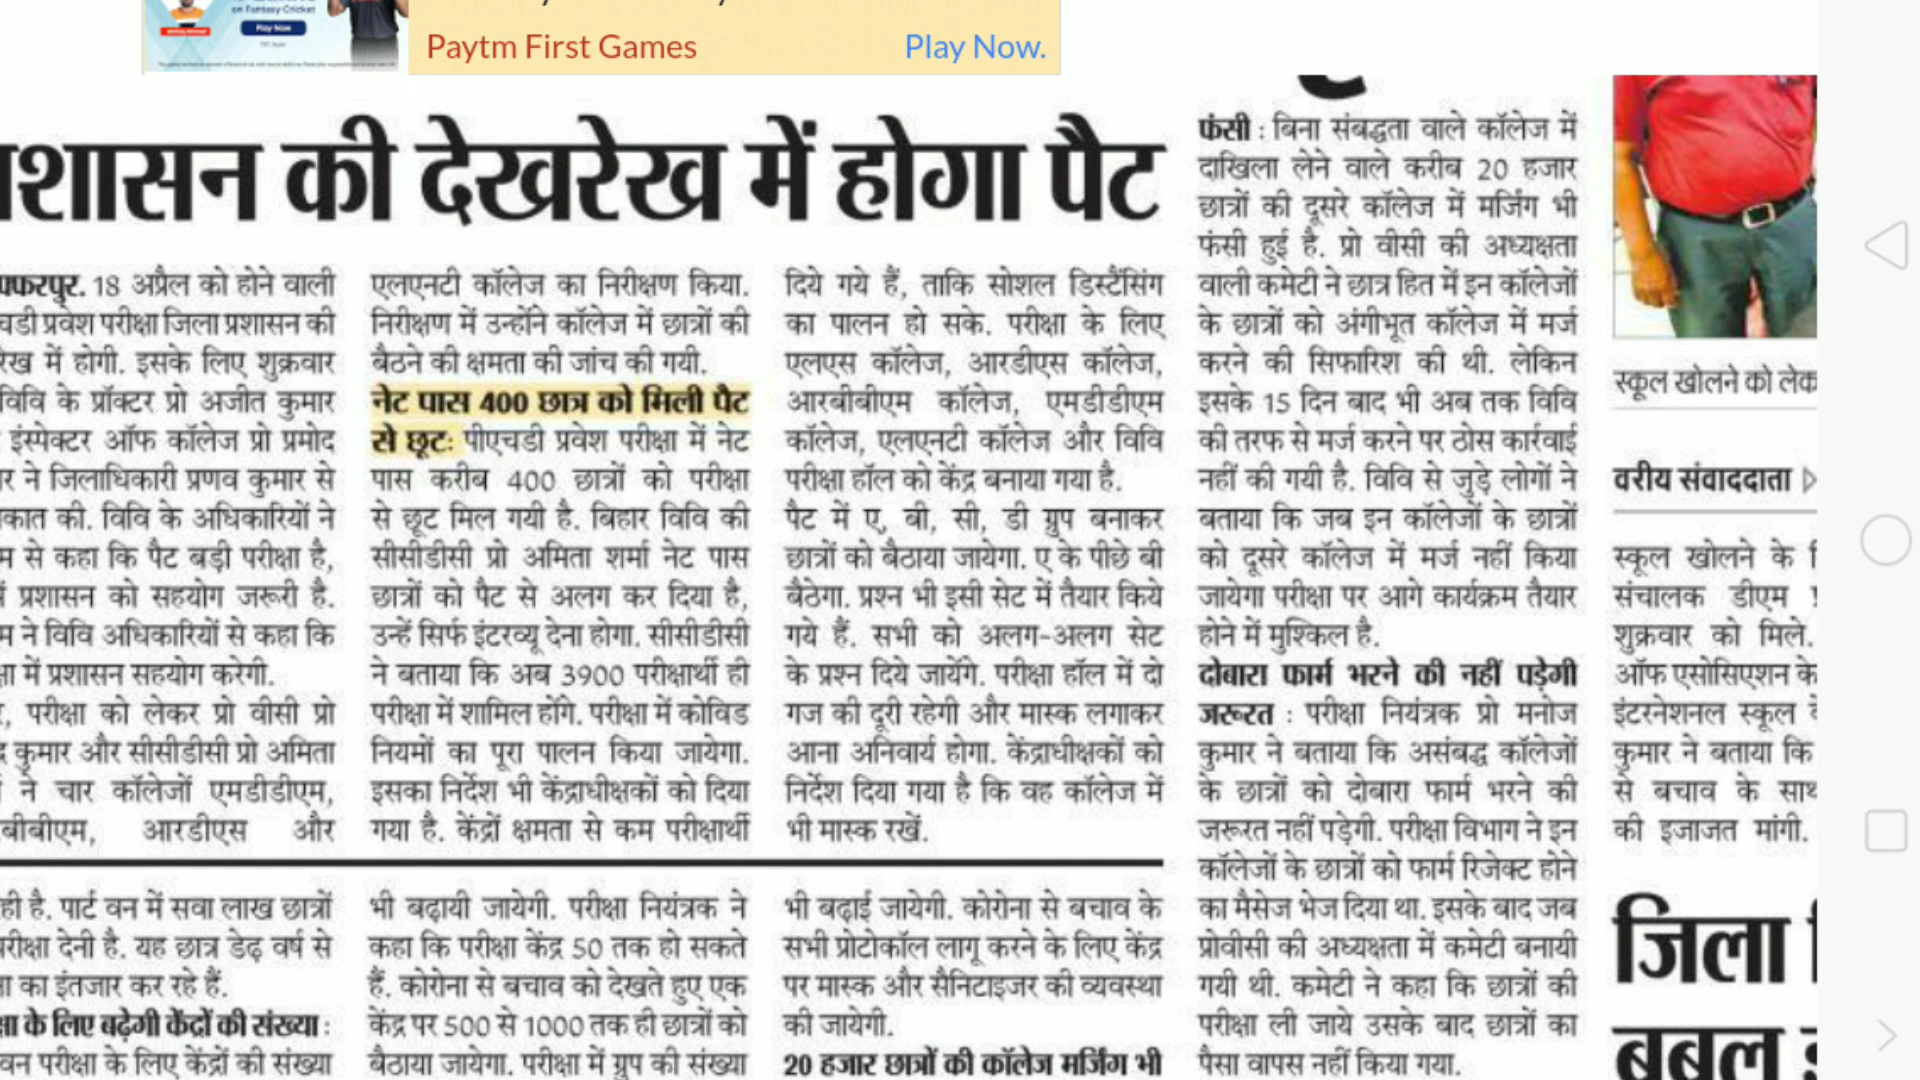 on Fantasy Cricket
Play Now
Paytm First Games
Play Now.
की देखरेख में होगा पैट
18 अप्रैल को होने वाली
प्रवेश परीक्षा जिला प्रशासन की
में होगी. इसके लिए शुक्रवार
विवि के प्रॉक्टर प्रो अजीत कुमार
इंस्पेक्टर ऑफ कॉलेज प्रो प्रमोद
ने जिलाधिकारी प्रणव कुमार से
की. विवि के अधिकारियों ने
से कहा कि पैट बड़ी परीक्षा है,
प्रशासन को सहयोग जरूरी है.
ने विवि अधिकारियों से कहा कि
में प्रशासन सहयोग करेगी.
परीक्षा को लेकर प्रो वीसी प्रो
कुमार और सीसीडीसी प्रो अमिता
ने चार कॉलेजों एमडीडीएम,
आरडीएस और
एलएनटी कॉलेज का निरीक्षण किया.
निरीक्षण में उन्होंने कॉलेज में छात्रों की
बैठने की क्षमता की जांच की गयी.
नेट पास 400 छात्र को मिली पैट
से छूट: पीएचडी प्रवेश परीक्षा में नेट
पास करीब 400 छात्रों को परीक्षा
से छूट मिल गयी है. बिहार विवि की
सीसीडीसी प्रो अमिता शर्मा नेट पास
छात्रों को पैट से अलग कर दिया है,
उन्हें सिर्फ इंटरव्यू देना होगा. सीसीडीसी
ने बताया कि अब 3900 परीक्षार्थी ही
परीक्षा में शामिल होंगे. परीक्षा में कोविड
नियमों का पूरा पालन किया जायेगा.
इसका निर्देश भी केंद्राधीक्षकों को दिया
गया है. केंद्रों क्षमता से कम परीक्षार्थी
दिये गये हैं, ताकि सोशल डिस्टैंसिंग
का पालन हो सके. परीक्षा के लिए
एलएस कॉलेज, आरडीएस कॉलेज,
आरबीबीएम कॉलेज, एमडीडीएम
कॉलेज, एलएनटी कॉलेज और विवि
परीक्षा हॉल को केंद्र बनाया गया है.
पैट में ए, बी, सी, डी ग्रुप बनाकर
छात्रों को बैठाया जायेगा. ए के पीछे बी
बैठेगा. प्रश्न भी इसी सेट में तैयार किये
गये हैं. सभी को अलग-अलग सेट
के प्रश्न दिये जायेंगे. परीक्षा हॉल में दो
गज की दूरी रहेगी और मास्क लगाकर
आना अनिवार्य होगा. केंद्राधीक्षकों को
निर्देश दिया गया है कि वह कॉलेज में
भी मास्क रखें.
ही है. पार्ट वन में सवा लाख छात्रों
परीक्षा देनी है. यह छात्र डेढ़ वर्ष से
का इंतजार कर रहे हैं.
के लिए बढ़ेगी केंद्रों की संख्या :
वन परीक्षा के लिए केंद्रों की संख्या
भी बढ़ायी जायेगी. परीक्षा नियंत्रक ने
कहा कि परीक्षा केंद्र 50 तक हो सकते
हैं. कोरोना से बचाव को देखते हुए एक
केंद्र पर 500 से 1000 तक ही छात्रों को
बैठाया जायेगा. परीक्षा में ग्रुप की संख्या
भी बढ़ाई जायेगी. कोरोना से बचाव के
सभी प्रोटोकॉल लागू करने के लिए केंद्र
पर मास्क और सैनिटाइजर की व्यवस्था
की जायेगी.
20 हजार छात्रों की कॉलेज मर्जिंग भी
फंसी : बिना संबद्धता वाले कॉलेज में
दाखिला लेने वाले करीब 20 हजार
छात्रों की दूसरे कॉलेज में मर्जिंग भी
फंसी हुई है. प्रो वीसी की अध्यक्षता
वाली कमेटी ने छात्र हित में इन कॉलेजों
के छात्रों को अंगीभूत कॉलेज में मर्ज
करने की सिफारिश की थी. लेकिन
इसके 15 दिन बाद भी अब तक विवि
की तरफ से मर्ज करने पर ठोस कार्रवाई
नहीं की गयी है. विवि से जुड़े लोगों ने
बताया कि जब इन कॉलेजों के छात्रों
को दूसरे कॉलेज में मर्ज नहीं किया
जायेगा परीक्षा पर आगे कार्यक्रम तैयार
होने में मुश्किल है.
दोबारा फार्म भरने की नहीं पड़ेगी
जरूरत : परीक्षा नियंत्रक प्रो मनोज
कुमार ने बताया कि असंबद्ध कॉलेजों
के छात्रों को दोबारा फार्म भरने की
जरूरत नहीं पड़ेगी. परीक्षा विभाग ने इन
कॉलेजों के छात्रों को फार्म रिजेक्ट होने
का मैसेज भेज दिया था. इसके बाद जब
प्रोवीसी की अध्यक्षता में कमेटी बनायी
गयी थी. कमेटी ने कहा कि छात्रों की
परीक्षा ली जाये उसके बाद छात्रों का
पैसा वापस नहीं किया गया.
स्कूल खोलने को लेक
वरीय संवाददाता
स्कूल खोलने के
संचालक डीएम
शुक्रवार को मिले.
ऑफ एसोसिएशन के
इंटरनेशनल स्कूल
कुमार ने बताया कि
से बचाव के साथ
की इजाजत मांगी.
जिला
बबल